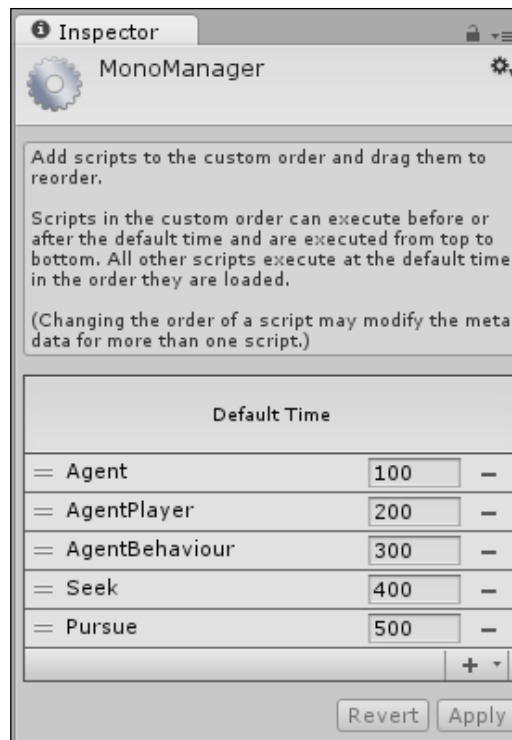 Inspector
MonoManager
Add scripts to the custom order and drag them to
reorder.
Scripts in the custom order can execute before or
after the default time and are executed from top to
bottom. All other scripts execute at the default time
in the order they are loaded.
(Changing the order of a script may modify the meta
data for more than one script.)
Default Time
Agent 100
AgentPlayer 200
AgentBehaviour 300
Seek 400
Pursue 500
Revert Apply